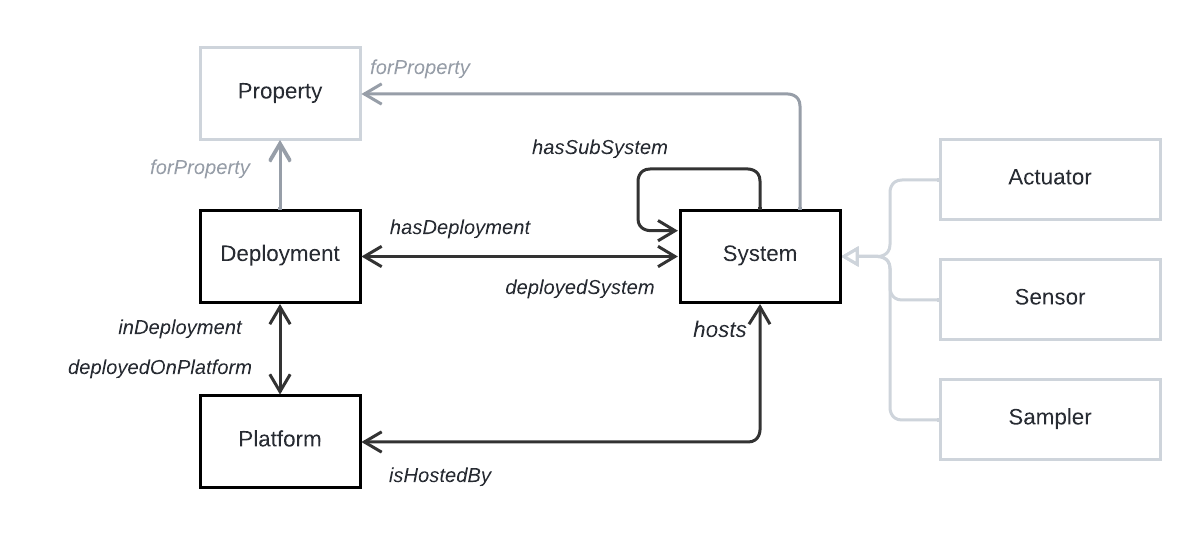 forProperty
Property
hasSubSystem
forProperty
Actuator
hasDeployment
Deployment
System
deployedSystem
Sensor
inDeployment
hosts
deployedOnPlatform
Sampler
Platform
isHostedBy